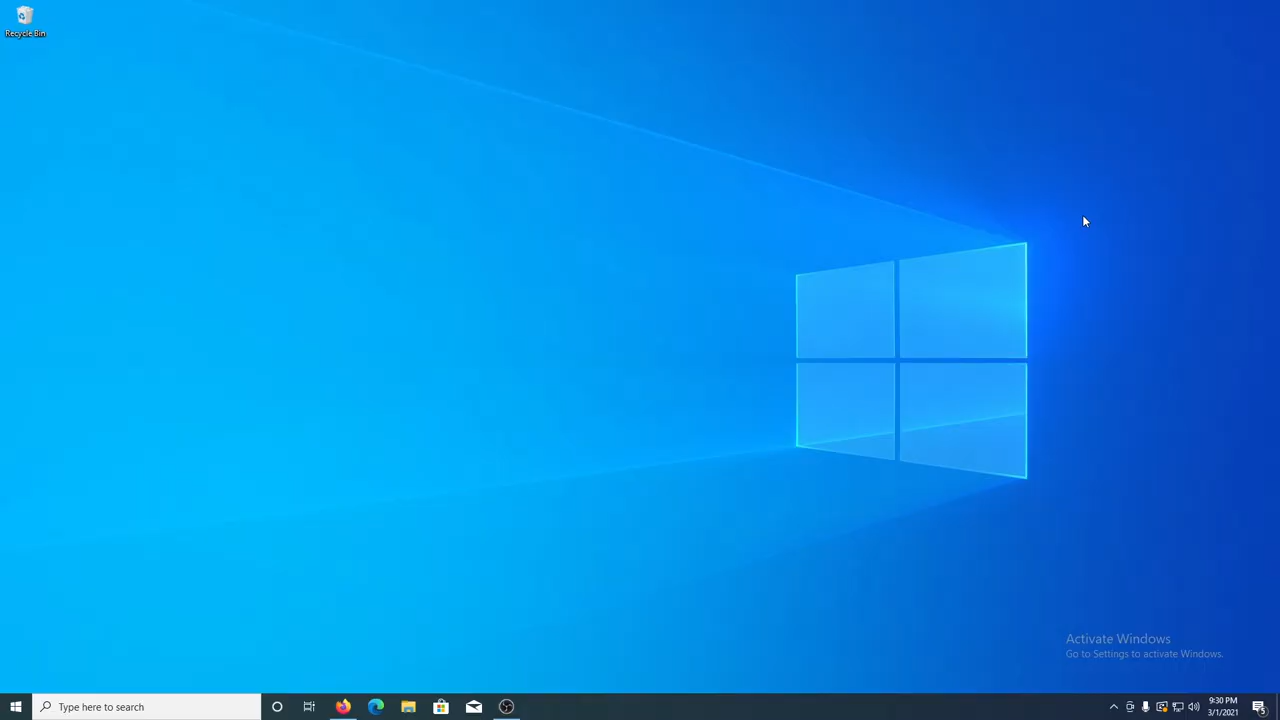 Recycle Bin
Activate Windows
Go to Settings to activate Windows.
Type here to search
9:30 PM
3/1/2021
5